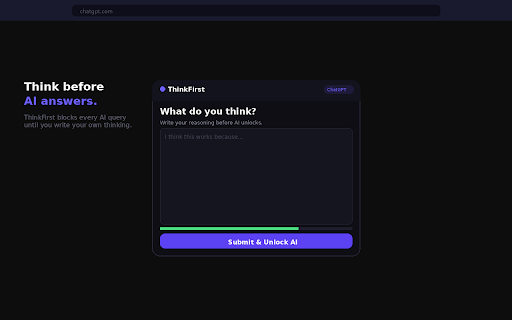 chatgpt.com
Think before
AI answers.
ThinkFirst blocks every AI query
until you write your own thinking.
ThinkFirst
ChatGPT
What do you think?
Write your reasoning before AI unlocks.
I think this works because...
Submit & Unlock AI